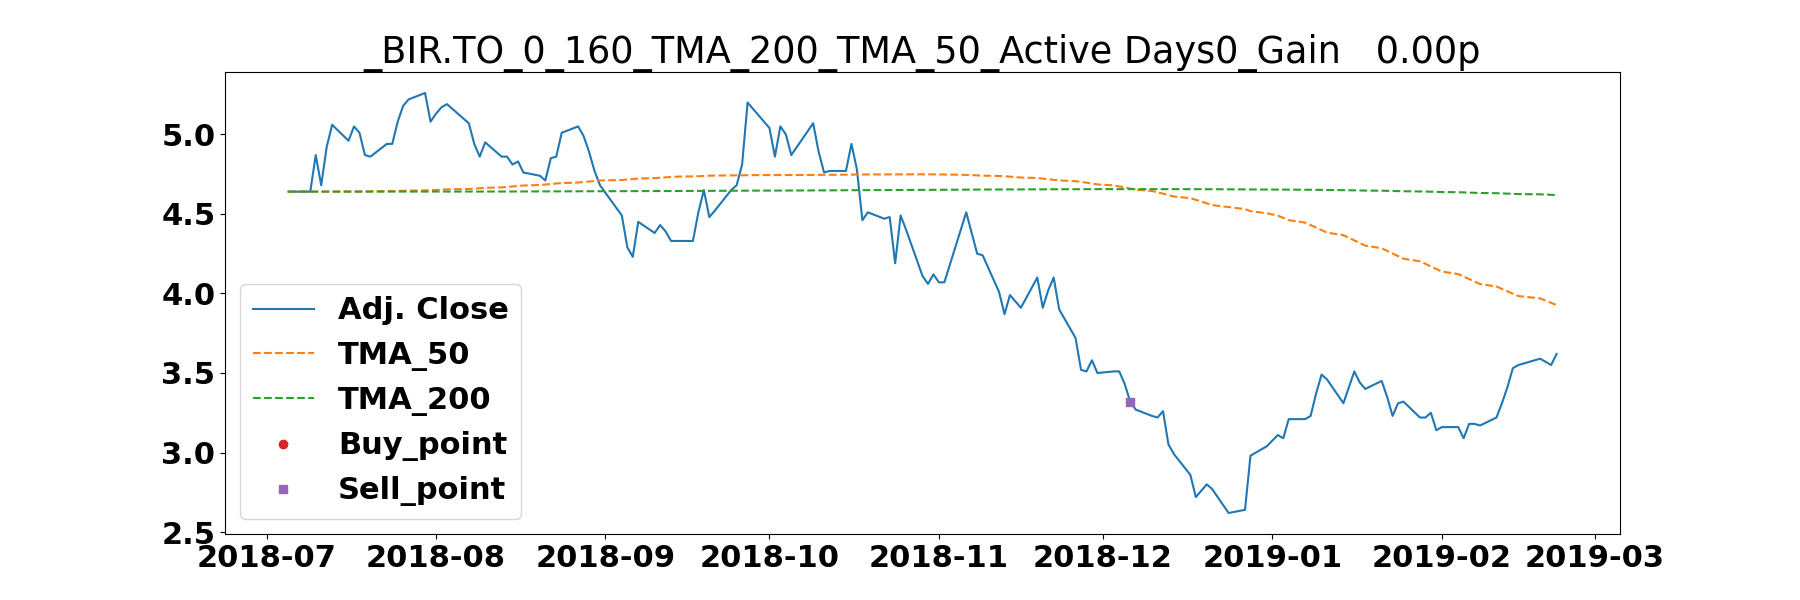 _BIR.TO_0_160_TMA_200_TMA_50_Active Days0_Gain   0.00p
5.0
4.5
4.0
3.5
3.0
2.5
Adj. Close
TMA_50
TMA_200
Buy_point
Sell_point
2018-07 2018-08 2018-09 2018-10 2018-11 2018-12 2019-01 2019-02 2019-03